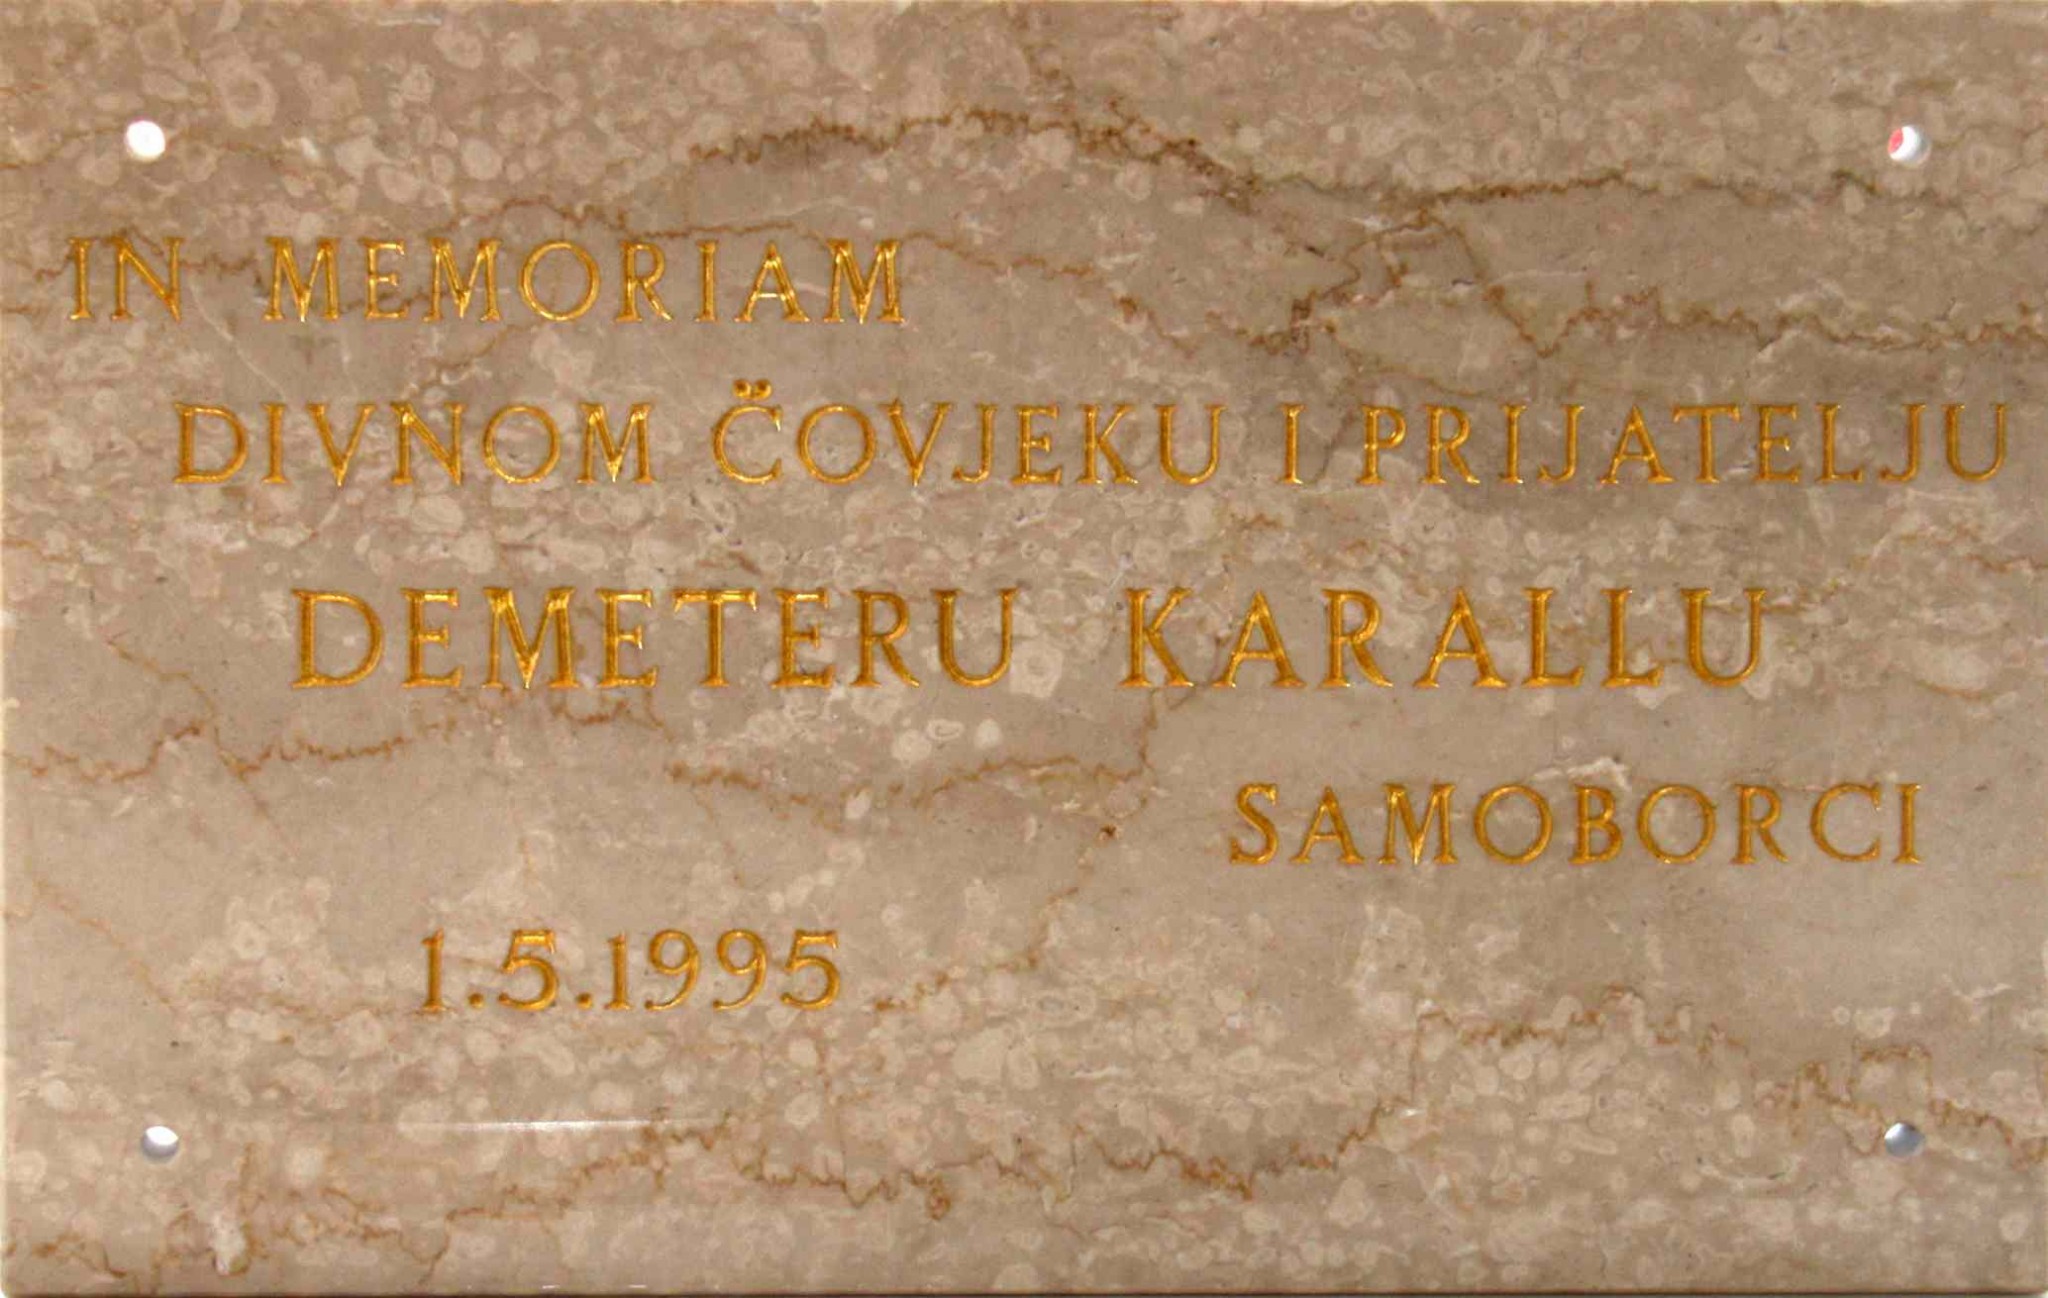 IN MEMORIAM
DIVNOM ČOVJEKU I PRIJATELJU
DEMETERU KARALLU
SAMOBORCI
1.5.1995